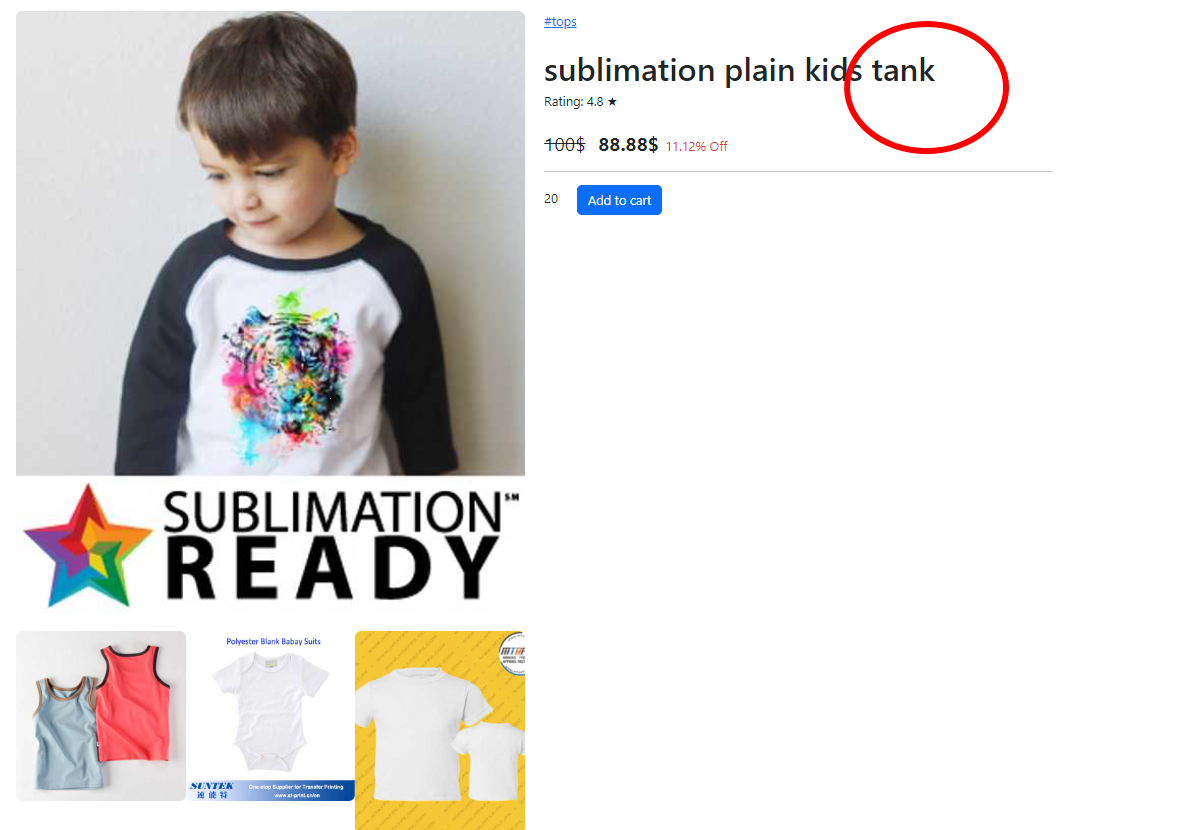 #tops
sublimation plain kids tank
Rating: 4.8 ★
100$ 88.88$ 11.12% Off
20 Add to cart
SUBLIMATION℠
READY
Polyester Blank Babay Suits
SUNTEK
速能特
One-stop Supplier for Transfer Printing
www.st-print.cn/en